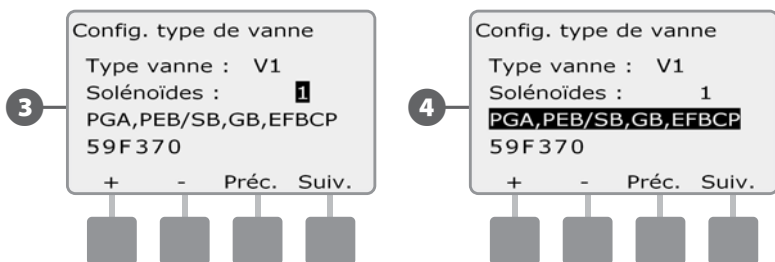 3
Config. type de vanne
Type vanne : V1
Solénoïdes : 1
PGA,PEB/SB,GB,EFBCP
59F370
+ - Préc. Suiv.
4
Config. type de vanne
Type vanne : V1
Solénoïdes : 1
PGA,PEB/SB,GB,EFBCP
59F370
+ - Préc. Suiv.